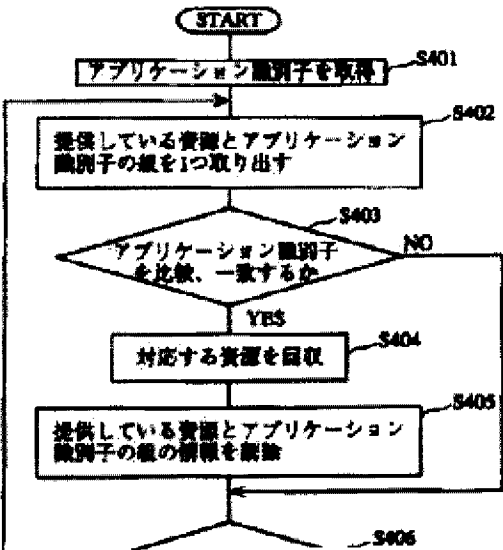 START
アプリケーション識別子を取得
S401
S402
提供している資源とアプリケーション
識別子の組を1つ取り出す
S403
アプリケーション識別子
を比較、一致するか
NO
YES
S404
対応する資源を回収
S405
提供している資源とアプリケーション
識別子の組の情報を削除
S406